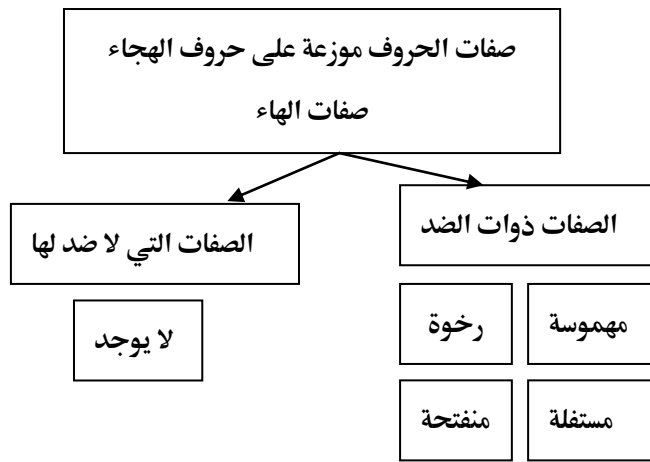 صفات الحروف موزعة على حروف الهجاء
صفات الهاء
الصفات ذوات الضد
الصفات التي لا ضد لها
مهموسة
رخوة
لا يوجد
مستفلة
منفتحة